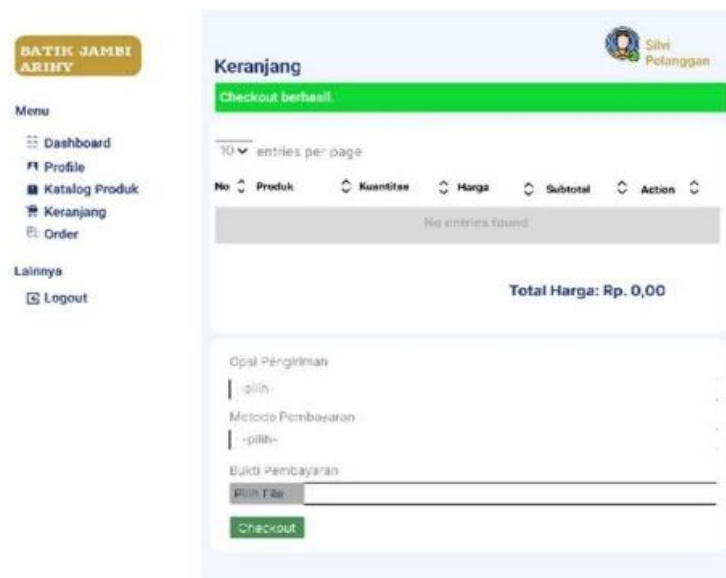 BATIK JAMBI
ARINY
Menu
Dashboard
Profile
Katalog Produk
Keranjang
Order
Lainnya
Logout
Silvi
Pelanggan
Keranjang
Checkout berhasil.
10 entries per page
No Produk Kuantitas Harga Subtotal Action
No entries found
Total Harga: Rp. 0,00
Opsi Pengiriman
-pilih-
Metode Pembayaran
-pilih-
Bukti Pembayaran
Pilih File
Checkout